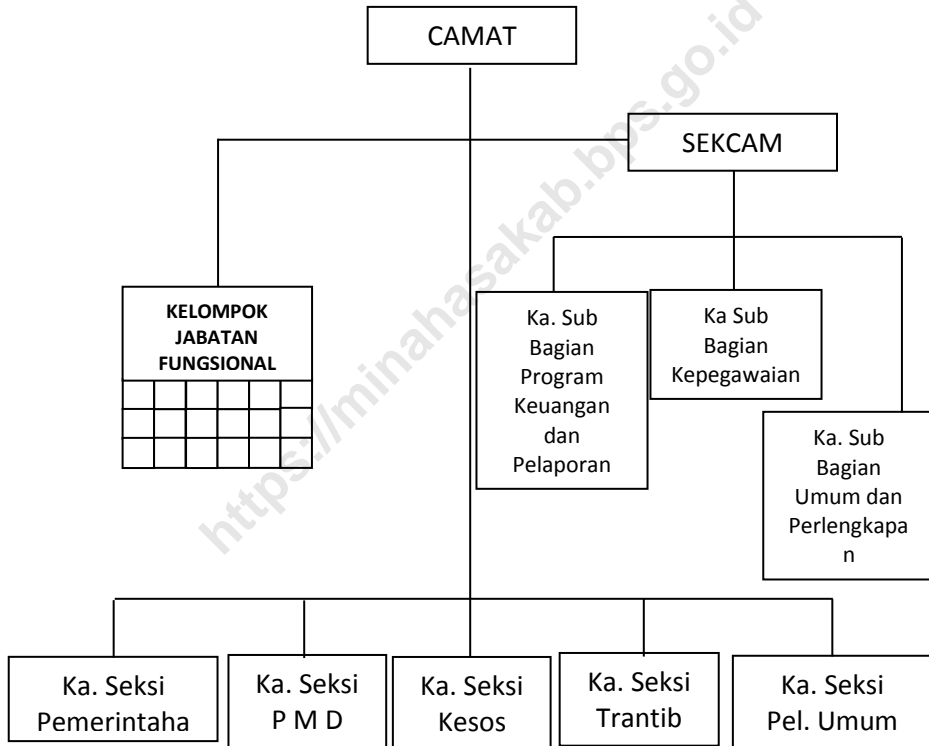 CAMAT
SEKCAM
KELOMPOK
JABATAN
FUNGSIONAL
Ka. Sub
Bagian
Program
Keuangan
dan
Pelaporan
Ka Sub
Bagian
Kepegawaian
Ka. Sub
Bagian
Umum dan
Perlengkapa
n
Ka. Seksi
Pemerintaha
Ka. Seksi
P M D
Ka. Seksi
Kesos
Ka. Seksi
Trantib
Ka. Seksi
Pel. Umum
https://minahasakab.bps.go.id